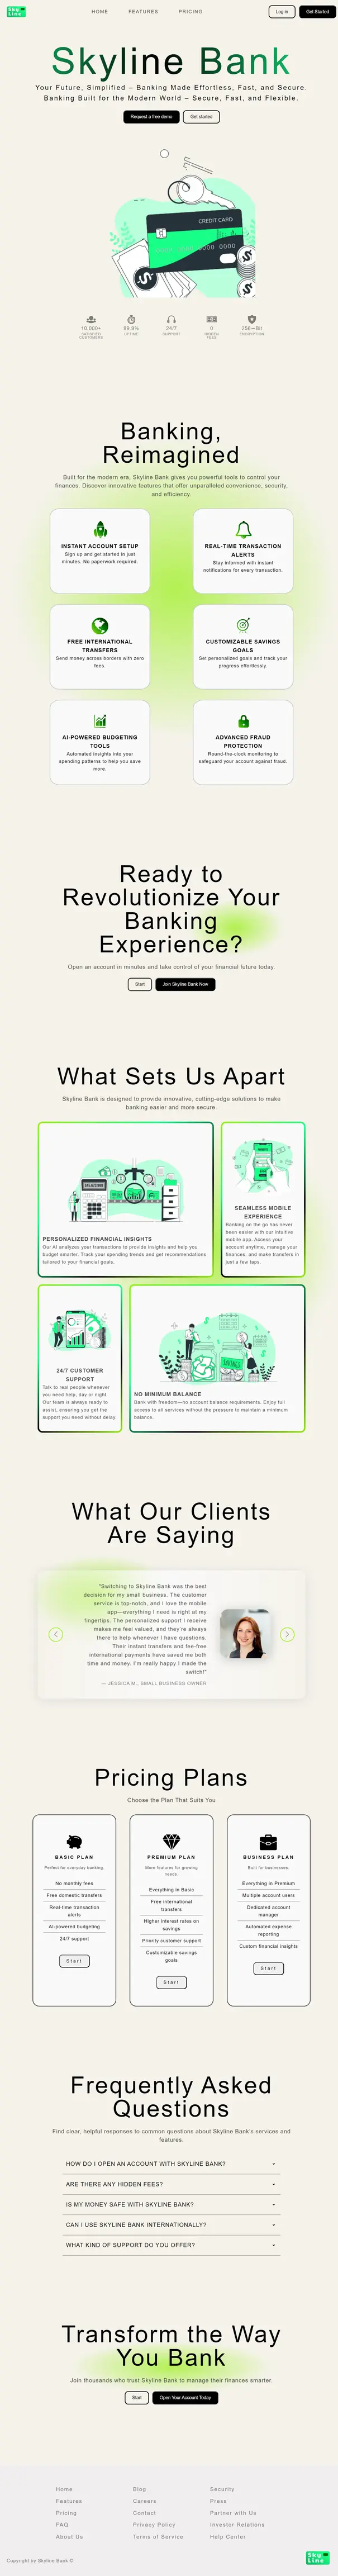 Sky
Line
HOME
FEATURES
PRICING
Log in
Get Started
Skyline Bank
Your Future, Simplified – Banking Made Effortless, Fast, and Secure.
Banking Built for the Modern World – Secure, Fast, and Flexible.
Request a free demo
Get started
CREDIT CARD
10,000+
SATISFIED
CUSTOMERS
99.9%
UPTIME
24/7
SUPPORT
0
HIDDEN
FEES
256—Bit
ENCRYPTION
Banking,
Reimagined
Built for the modern era, Skyline Bank gives you powerful tools to control your
finances. Discover innovative features that offer unparalleled convenience, security,
and efficiency.
INSTANT ACCOUNT SETUP
Sign up and get started in just
minutes. No paperwork required.
REAL-TIME TRANSACTION
ALERTS
Stay informed with instant
notifications for every transaction.
FREE INTERNATIONAL
TRANSFERS
Send money across borders with zero
fees.
CUSTOMIZABLE SAVINGS
GOALS
Set personalized goals and track your
progress effortlessly.
AI-POWERED BUDGETING
TOOLS
Automated insights into your
spending patterns to help you save
more.
ADVANCED FRAUD
PROTECTION
Round-the-clock monitoring to
safeguard your account against fraud.
Ready to
Revolutionize Your
Banking
Experience?
Open an account in minutes and take control of your financial future today.
Start
Join Skyline Bank Now
What Sets Us Apart
Skyline Bank is designed to provide innovative, cutting-edge solutions to make
banking easier and more secure.
PERSONALIZED FINANCIAL INSIGHTS
Our AI analyzes your transactions to provide insights and help you
budget smarter. Track your spending trends and get recommendations
tailored to your financial goals.
SEAMLESS MOBILE
EXPERIENCE
Banking on the go has never
been easier with our intuitive
mobile app. Access your
account anytime, manage your
finances, and make transfers in
just a few taps.
24/7 CUSTOMER
SUPPORT
Talk to real people whenever
you need help, day or night.
Our team is always ready to
assist, ensuring you get the
support you need without delay.
SAVINGS
NO MINIMUM BALANCE
Bank with freedom—no account balance requirements. Enjoy full
access to all services without the pressure to maintain a minimum
balance.
What Our Clients
Are Saying
"Switching to Skyline Bank was the best
decision for my small business. The customer
service is top-notch, and I love the mobile
app—everything I need is right at my
fingertips. The personalized support I receive
makes me feel valued, and they're always
there to help whenever I have questions.
Their instant transfers and fee-free
international payments have saved me both
time and money. I'm really happy I made the
switch!"
— JESSICA M., SMALL BUSINESS OWNER
Pricing Plans
Choose the Plan That Suits You
BASIC PLAN
Perfect for everyday banking.
No monthly fees
Free domestic transfers
Real-time transaction
alerts
AI-powered budgeting
24/7 support
Start
PREMIUM PLAN
More features for growing
needs.
Everything in Basic
Free international
transfers
Higher interest rates on
savings
Priority customer support
Customizable savings
goals
Start
BUSINESS PLAN
Built for businesses.
Everything in Premium
Multiple account users
Dedicated account
manager
Automated expense
reporting
Custom financial insights
Start
Frequently Asked
Questions
Find clear, helpful responses to common questions about Skyline Bank's services and
features.
HOW DO I OPEN AN ACCOUNT WITH SKYLINE BANK?
ARE THERE ANY HIDDEN FEES?
IS MY MONEY SAFE WITH SKYLINE BANK?
CAN I USE SKYLINE BANK INTERNATIONALLY?
WHAT KIND OF SUPPORT DO YOU OFFER?
Transform the Way
You Bank
Join thousands who trust Skyline Bank to manage their finances smarter.
Start
Open Your Account Today
Home
Features
Pricing
FAQ
About Us
Blog
Careers
Contact
Privacy Policy
Terms of Service
Security
Press
Partner with Us
Investor Relations
Help Center
Copyright by Skyline Bank ©
Sky
Line